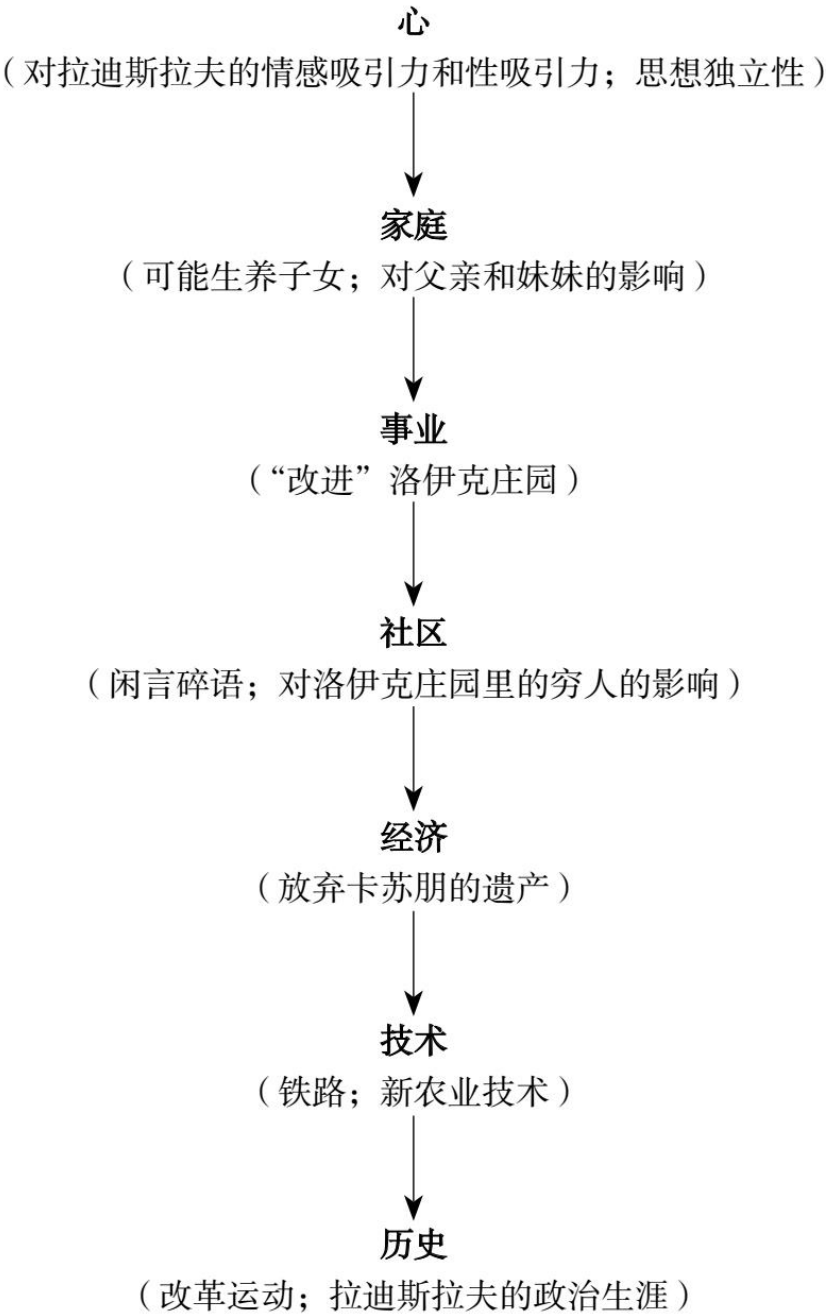 心
（对拉迪斯拉夫的情感吸引力和性吸引力；思想独立性）
家庭
（可能生养子女；对父亲和妹妹的影响）
事业
（“改进”洛伊克庄园）
社区
（闲言碎语；对洛伊克庄园里的穷人的影响）
经济
（放弃卡苏朋的遗产）
技术
（铁路；新农业技术）
历史
（改革运动；拉迪斯拉夫的政治生涯）